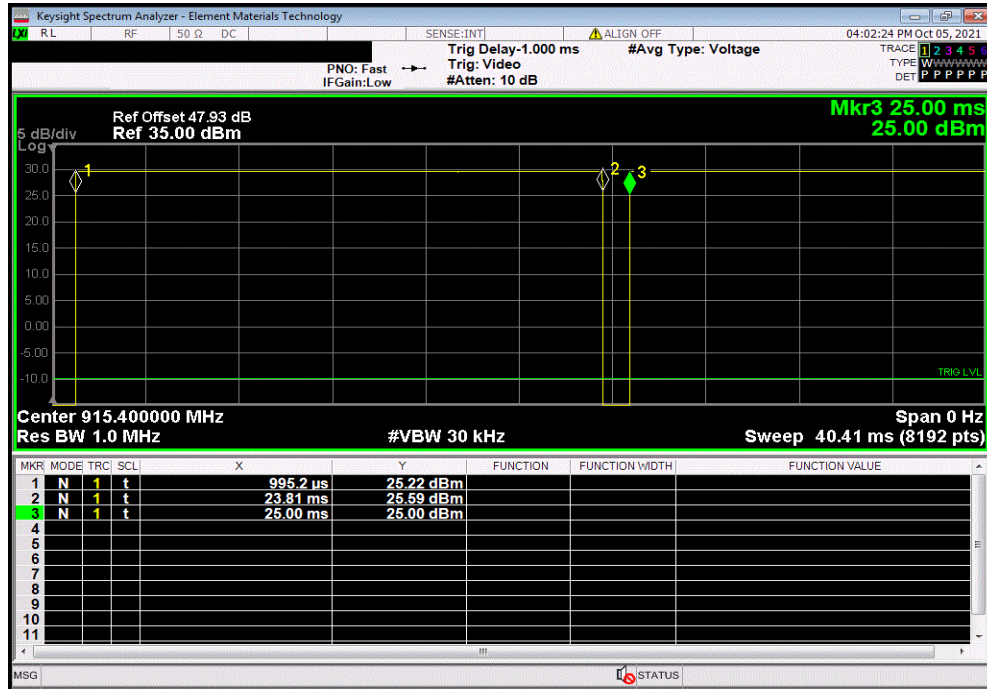 Keysight Spectrum Analyzer - Element Materials Technology
LXI RL RF 50 Ω DC SENSE:INT ALIGN OFF 04:02:24 PM Oct 05, 2021
Trig Delay-1.000 ms #Avg Type: Voltage TRACE 1 2 3 4 5 6
PNO: Fast Trig: Video TYPE WWWWWW
IFGain:Low #Atten: 10 dB DET P P P P P P
Mkr3 25.00 ms
Ref Offset 47.93 dB
5 dB/div Ref 35.00 dBm 25.00 dBm
Log
1 2 3
30.0
25.0
20.0
15.0
10.0
5.00
0.00
-5.00
-10.0 TRIG LVL
Center 915.400000 MHz Span 0 Hz
Res BW 1.0 MHz #VBW 30 kHz Sweep 40.41 ms (8192 pts)
MKR MODE TRC SCL X Y FUNCTION FUNCTION WIDTH FUNCTION VALUE
1 N 1 t 995.2 µs 25.22 dBm
2 N 1 t 23.81 ms 25.59 dBm
3 N 1 t 25.00 ms 25.00 dBm
4
5
6
7
8
9
10
11
MSG STATUS